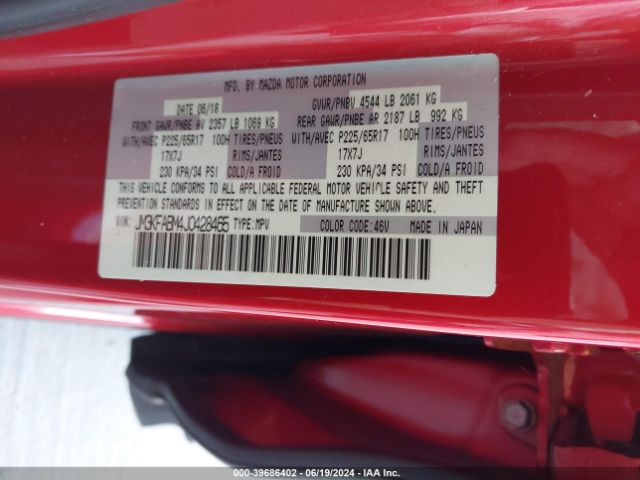 MFD. BY MAZDA MOTOR CORPORATION
DATE 06/18 GVWR/PNBV 4544 LB 2061 KG
FRONT GAWR/PNBE AV 2357 LB 1069 KG REAR GAWR/PNBE AR 2187 LB 992 KG
WITH/AVEC P225/65R17 100H TIRES/PNEUS WITH/AVEC P225/65R17 100H TIRES/PNEUS
17X7J RIMS/JANTES 17X7J RIMS/JANTES
230 KPA/34 PSI COLD/A FROID 230 KPA/34 PSI COLD/A FROID
THIS VEHICLE CONFORMS TO ALL APPLICABLE FEDERAL MOTOR VEHICLE SAFETY AND THEFT
PREVENTION STANDARDS IN EFFECT ON THE DATE OF MANUFACTURE SHOWN ABOVE.
VIN: JM3KFABM4J0428465 TYPE: MPV COLOR CODE: 46V MADE IN JAPAN
000-39686402 - 06/19/2024 - IAA Inc.